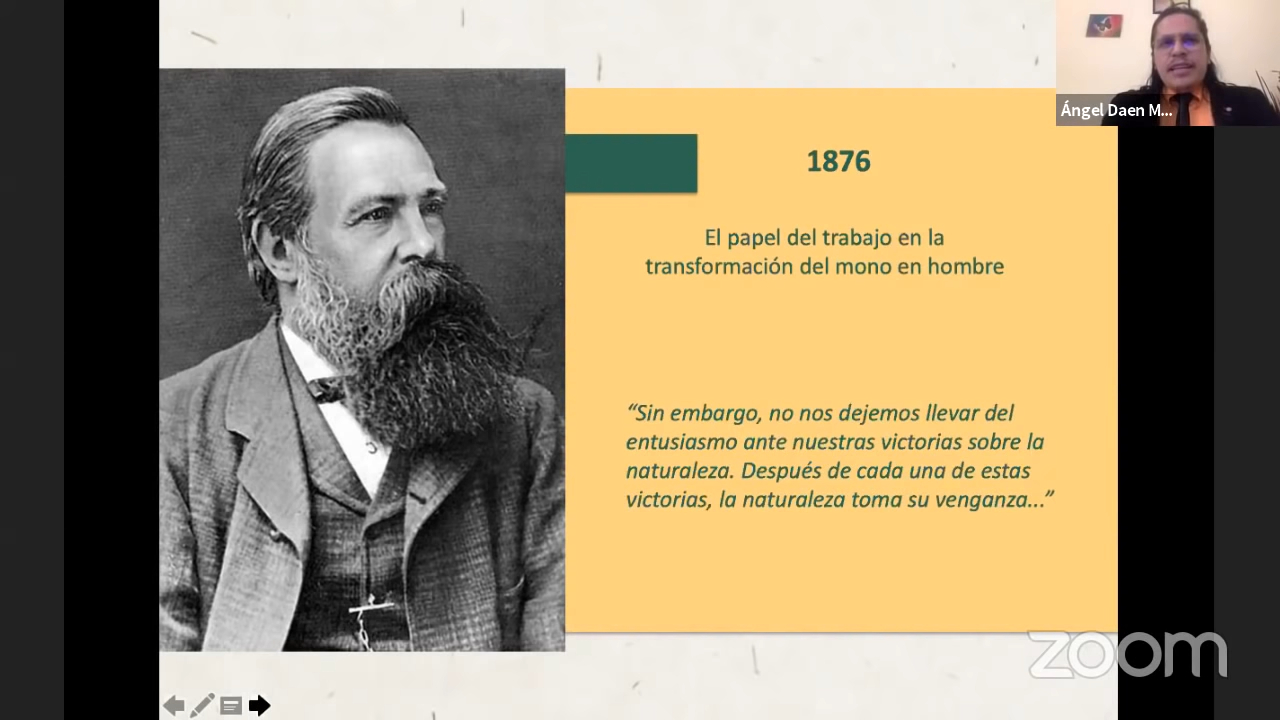 Ángel Daen M...
1876
El papel del trabajo en la
transformación del mono en hombre
“Sin embargo, no nos dejemos llevar del
entusiasmo ante nuestras victorias sobre la
naturaleza. Después de cada una de estas
victorias, la naturaleza toma su venganza...”
zoom